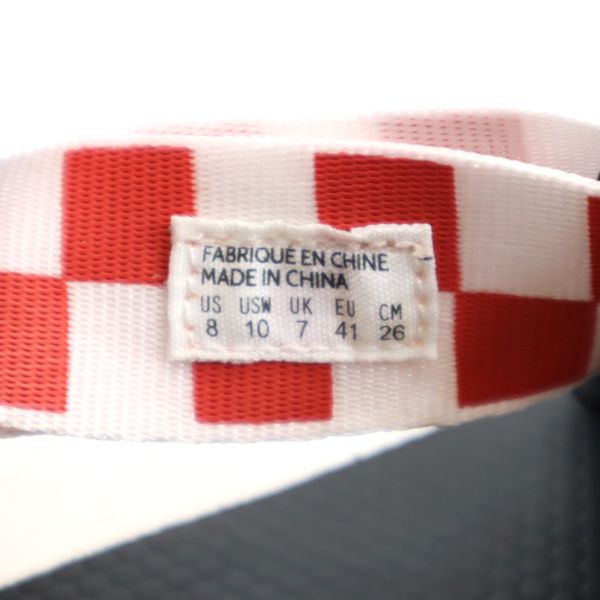 FABRIQUÉ EN CHINE
MADE IN CHINA
US USW UK EU CM
8 10 7 41 26